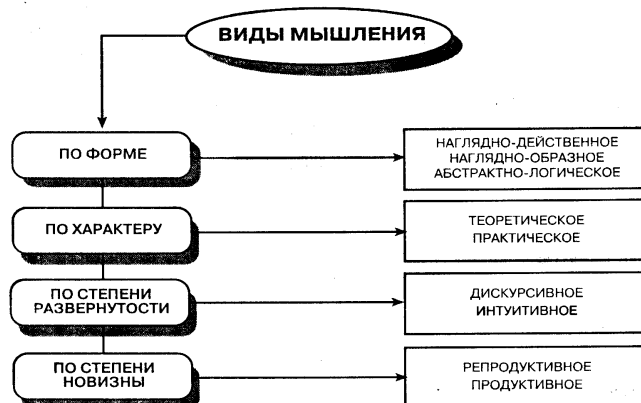 ВИДЫ МЫШЛЕНИЯ
ПО ФОРМЕ
НАГЛЯДНО-ДЕЙСТВЕННОЕ
НАГЛЯДНО-ОБРАЗНОЕ
АБСТРАКТНО-ЛОГИЧЕСКОЕ
ПО ХАРАКТЕРУ
ТЕОРЕТИЧЕСКОЕ
ПРАКТИЧЕСКОЕ
ПО СТЕПЕНИ
РАЗВЕРНУТОСТИ
ДИСКУРСИВНОЕ
ИНТУИТИВНОЕ
ПО СТЕПЕНИ
НОВИЗНЫ
РЕПРОДУКТИВНОЕ
ПРОДУКТИВНОЕ